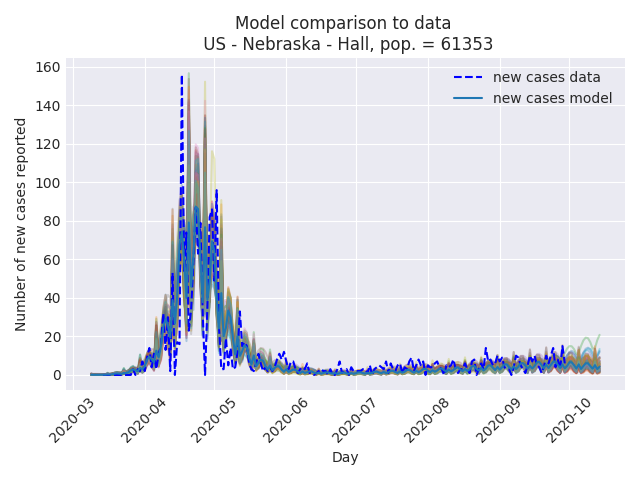 Model comparison to data
US - Nebraska - Hall, pop. = 61353
160
140
120
100
80
60
40
20
0
Number of new cases reported
new cases data
new cases model
2020-03
2020-04
2020-05
2020-06
2020-07
2020-08
2020-09
2020-10
Day